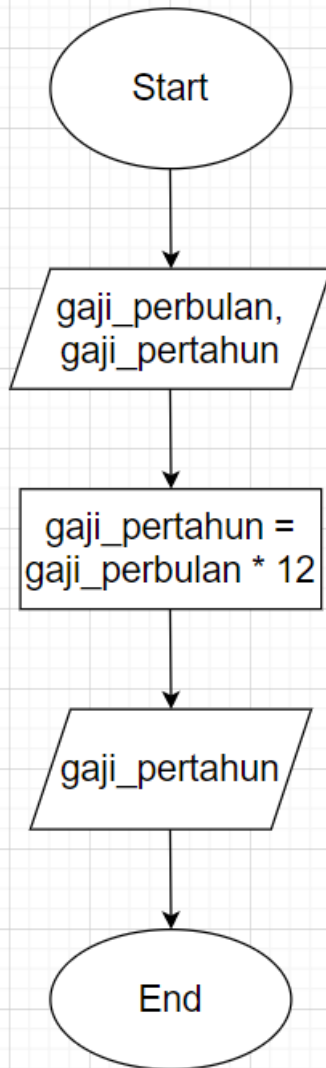 Start
gaji_perbulan,
gaji_pertahun
gaji_pertahun =
gaji_perbulan * 12
gaji_pertahun
End